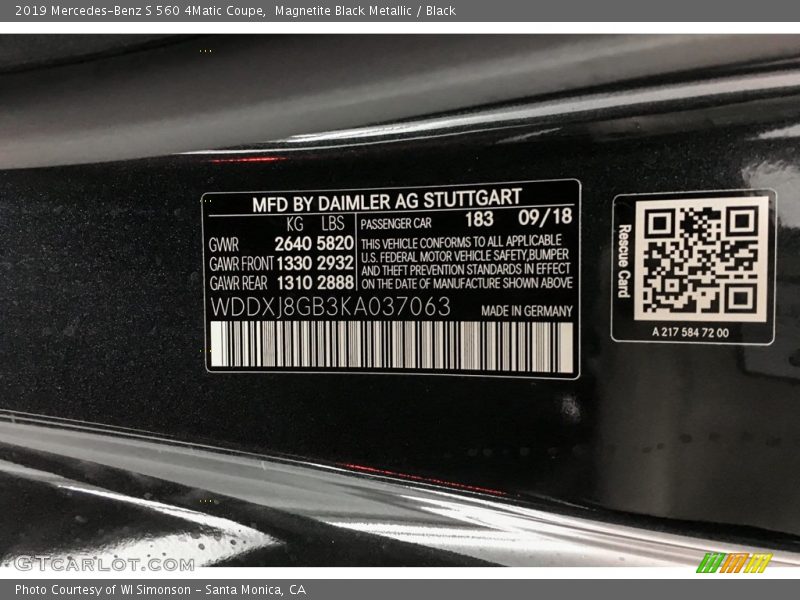 2019 Mercedes-Benz S 560 4Matic Coupe,  Magnetite Black Metallic / Black
MFD BY DAIMLER AG STUTTGART
KG LBS PASSENGER CAR 183 09/18
GVWR 2640 5820
GAWR FRONT 1330 2932
GAWR REAR 1310 2888
THIS VEHICLE CONFORMS TO ALL APPLICABLE
U.S. FEDERAL MOTOR VEHICLE SAFETY,BUMPER
AND THEFT PREVENTION STANDARDS IN EFFECT
ON THE DATE OF MANUFACTURE SHOWN ABOVE
WDDXJ8GB3KA037063 MADE IN GERMANY
Rescue Card
A 217 584 72 00
GTCARLOT.COM
Photo Courtesy of WI Simonson - Santa Monica, CA